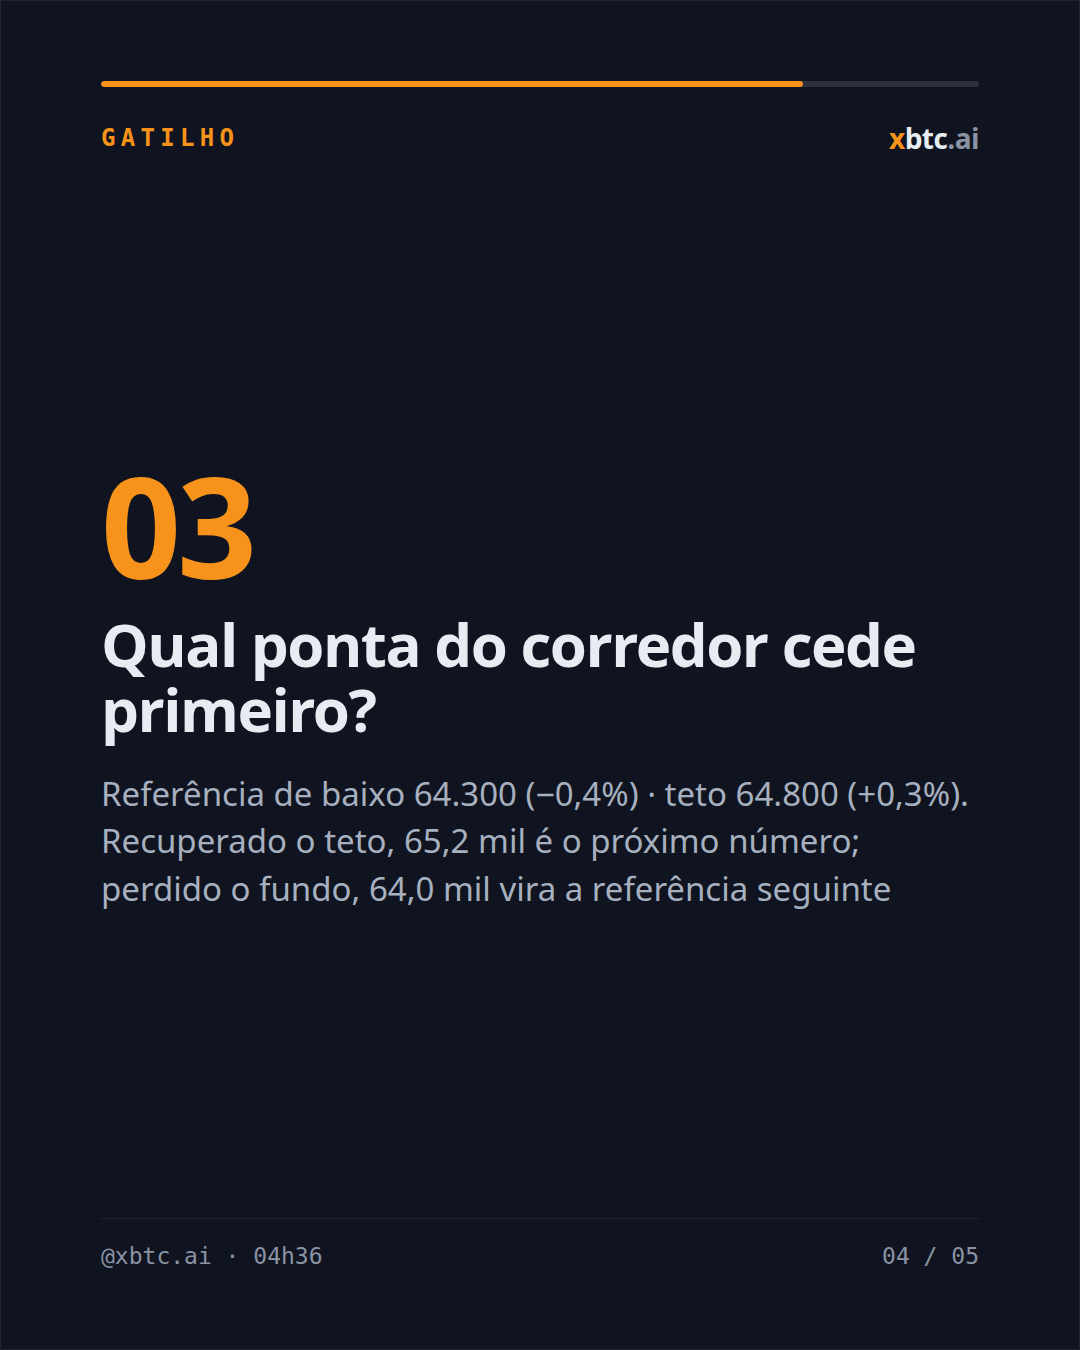 GATILHO
xbtc.ai
03
Qual ponta do corredor cede
primeiro?
Referência de baixo 64.300 (−0,4%) · teto 64.800 (+0,3%).
Recuperado o teto, 65,2 mil é o próximo número;
perdido o fundo, 64,0 mil vira a referência seguinte
@xbtc.ai · 04h36
04 / 05